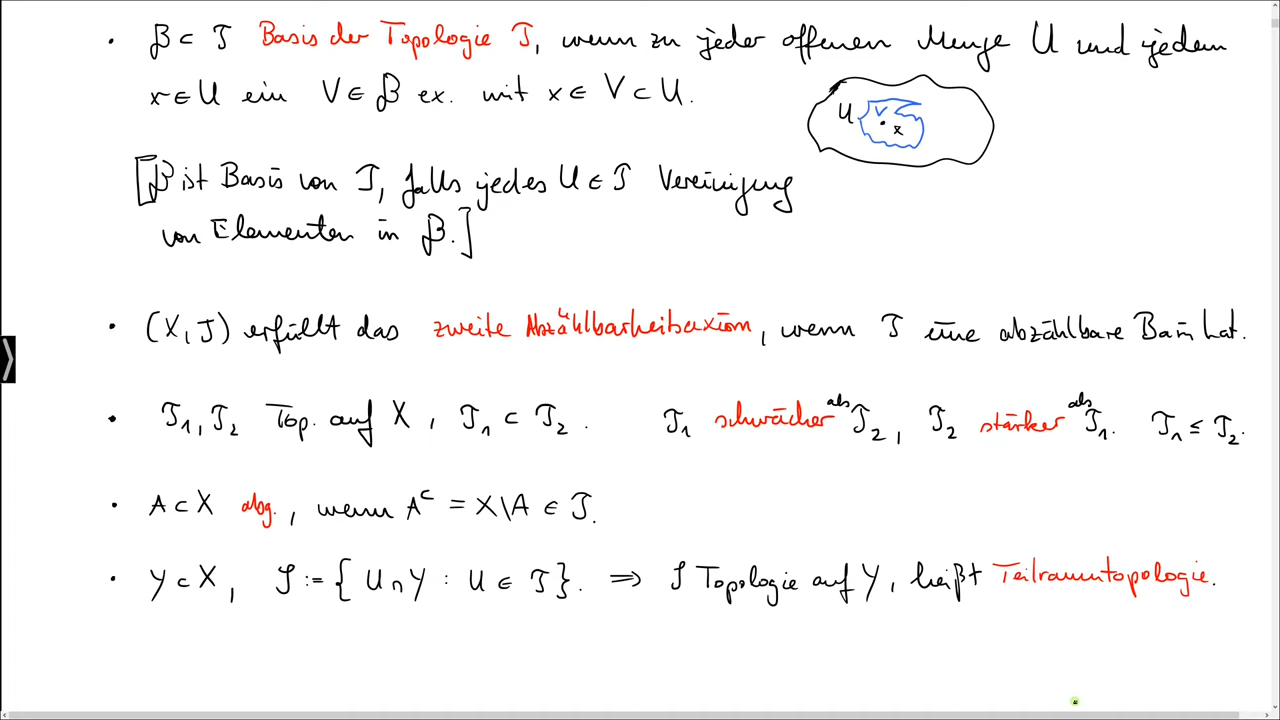 · β ⊂ 𝒯 Basis der Topologie 𝒯, wenn zu jeder offenen Menge U und jedem
x ∈ U ein V ∈ β ex. mit x ∈ V ⊂ U.
U V x
[β ist Basis von 𝒯, falls jedes U ∈ 𝒯 Vereinigung
von Elementen in β.]
· (X, 𝒯) erfüllt das zweite Abzählbarkeitsaxiom, wenn 𝒯 eine abzählbare Basis hat.
· 𝒯₁, 𝒯₂ Top. auf X, 𝒯₁ ⊂ 𝒯₂. 𝒯₁ schwächer als 𝒯₂, 𝒯₂ stärker als 𝒯₁. 𝒯₁ ≤ 𝒯₂.
· A ⊂ X abg., wenn Aᶜ = X\A ∈ 𝒯.
· Y ⊂ X, 𝒮 := { U ∩ Y : U ∈ 𝒯 }. ⇒ 𝒮 Topologie auf Y, heißt Teilraumtopologie.